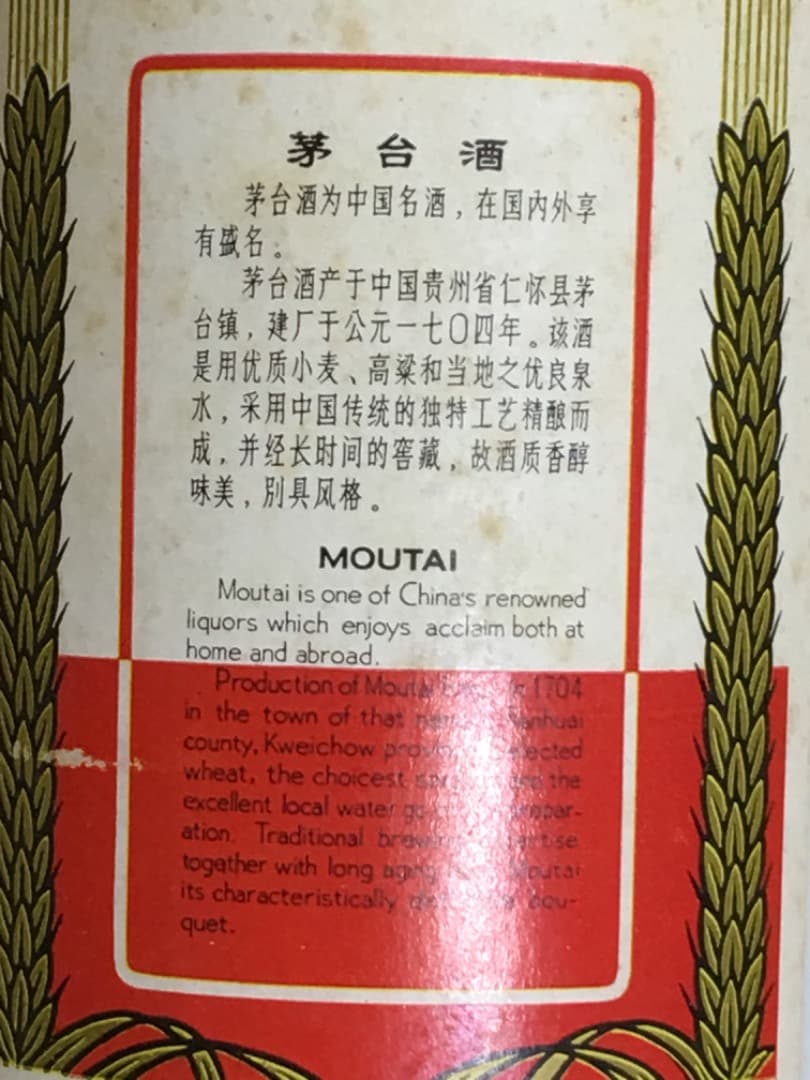 茅台酒
茅台酒为中国名酒，在国内外享
有盛名。
茅台酒产于中国贵州省仁怀县茅
台镇，建厂于公元一七〇四年。该酒
是用优质小麦、高粱和当地之优良泉
水，采用中国传统的独特工艺精酿而
成，并经长时间的窖藏，故酒质香醇
味美，别具风格。
MOUTAI
Moutai is one of China's renowned
liquors which enjoys acclaim both at
home and abroad.
Production of Moutai in 1704
in the town of that
county, Kweichow
wheat, the choicest the
excellent local water
ation. Traditional
together with long aging Moutai
its characteristically bou-
quet.